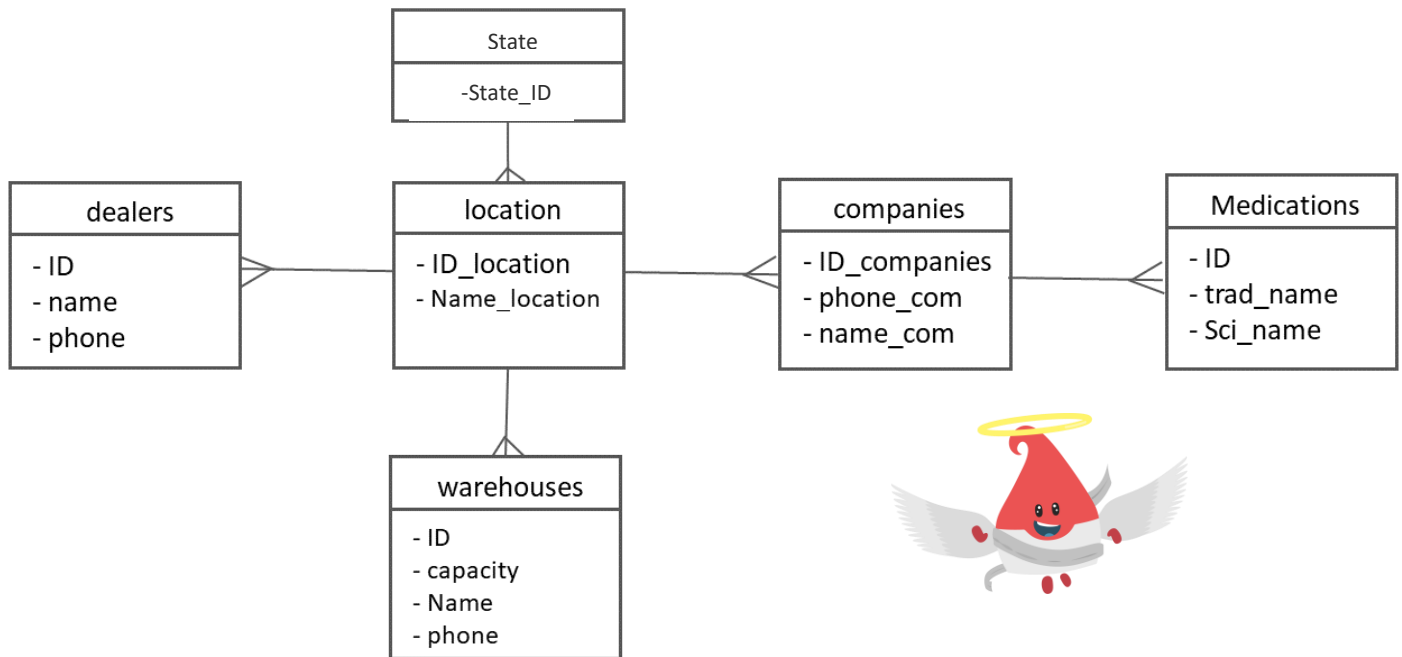 State
-State_ID
dealers
- ID
- name
- phone
location
- ID_location
- Name_location
companies
- ID_companies
- phone_com
- name_com
Medications
- ID
- trad_name
- Sci_name
warehouses
- ID
- capacity
- Name
- phone